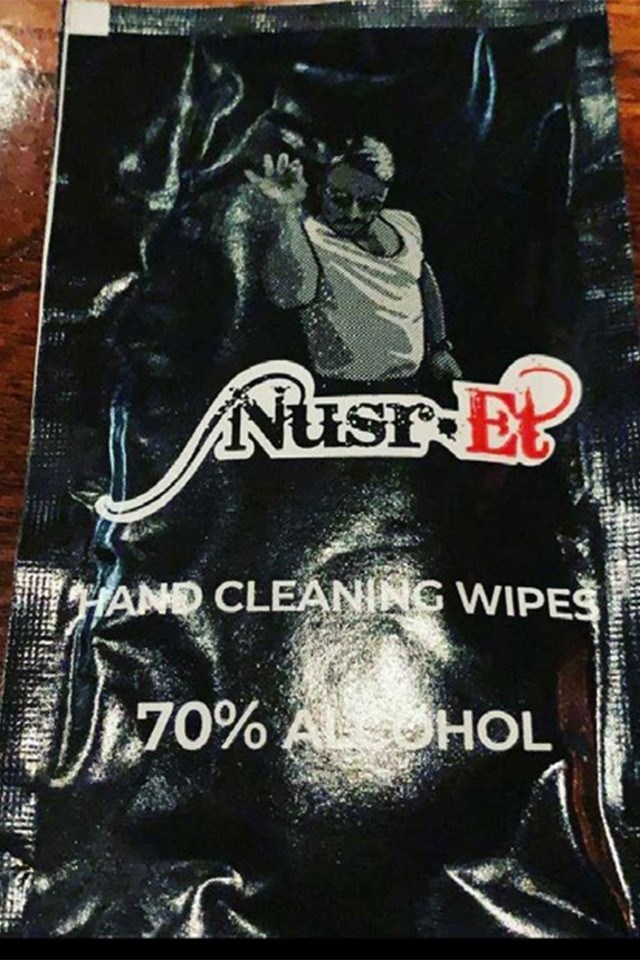 Nusr·Et
HAND CLEANING WIPES
70% ALCOHOL